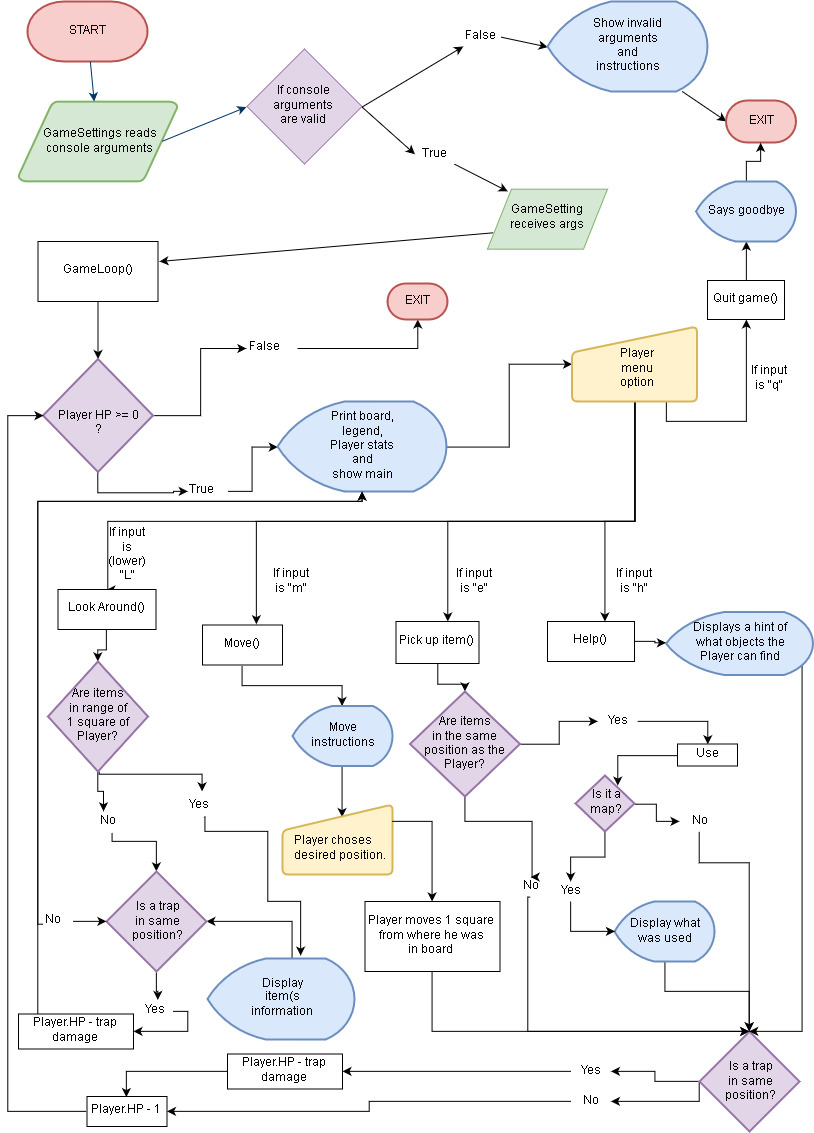 START
False
Show invalid
arguments
and
instructions
If console
arguments
are valid
GameSettings reads
console arguments
EXIT
True
GameSetting
receives args
Says goodbye
GameLoop()
EXIT
Quit game()
False
Player
menu
option
If input
is "q"
Player HP >= 0
?
Print board,
legend,
Player stats
and
show main
True
If input
is
(lower)
"L"
If input
is "m"
If input
is "e"
If input
is "h"
Look Around()
Move()
Pick up item()
Help()
Displays a hint of
what objects the
Player can find
Are items
in range of
1 square of
Player?
Move
instructions
Are items
in the same
position as the
Player?
Yes
Use
Is it a
map?
No
Yes
No
Player choses
desired position.
Yes
No
Is a trap
in same
position?
No
Player moves 1 square
from where he was
in board
Display what
was used
Display
item(s
information
Yes
Player.HP - trap
damage
Player.HP - trap
damage
Yes
Is a trap
in same
position?
Player.HP - 1
No